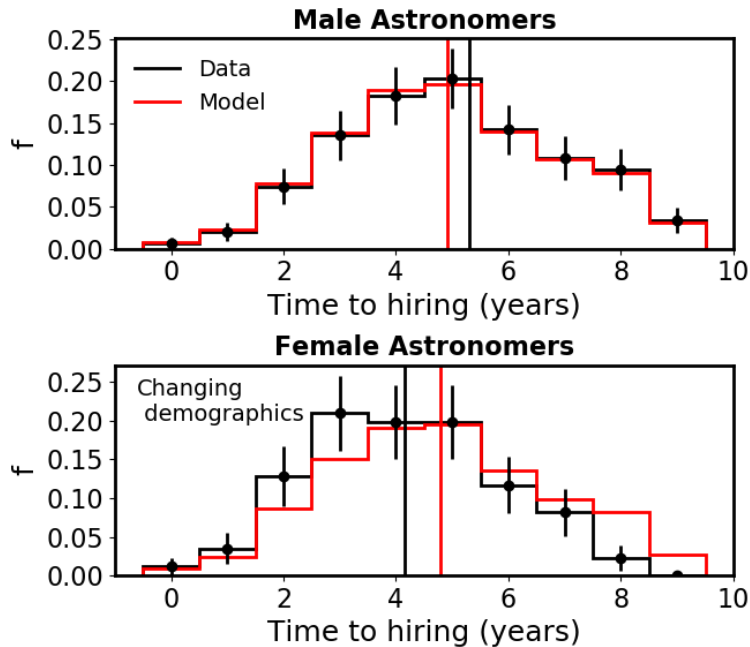 Male Astronomers
0.25
0.20
0.15
0.10
0.05
0.00
f
Data
Model
0 2 4 6 8 10
Time to hiring (years)
Female Astronomers
0.25
0.20
0.15
0.10
0.05
0.00
f
Changing
demographics
0 2 4 6 8 10
Time to hiring (years)